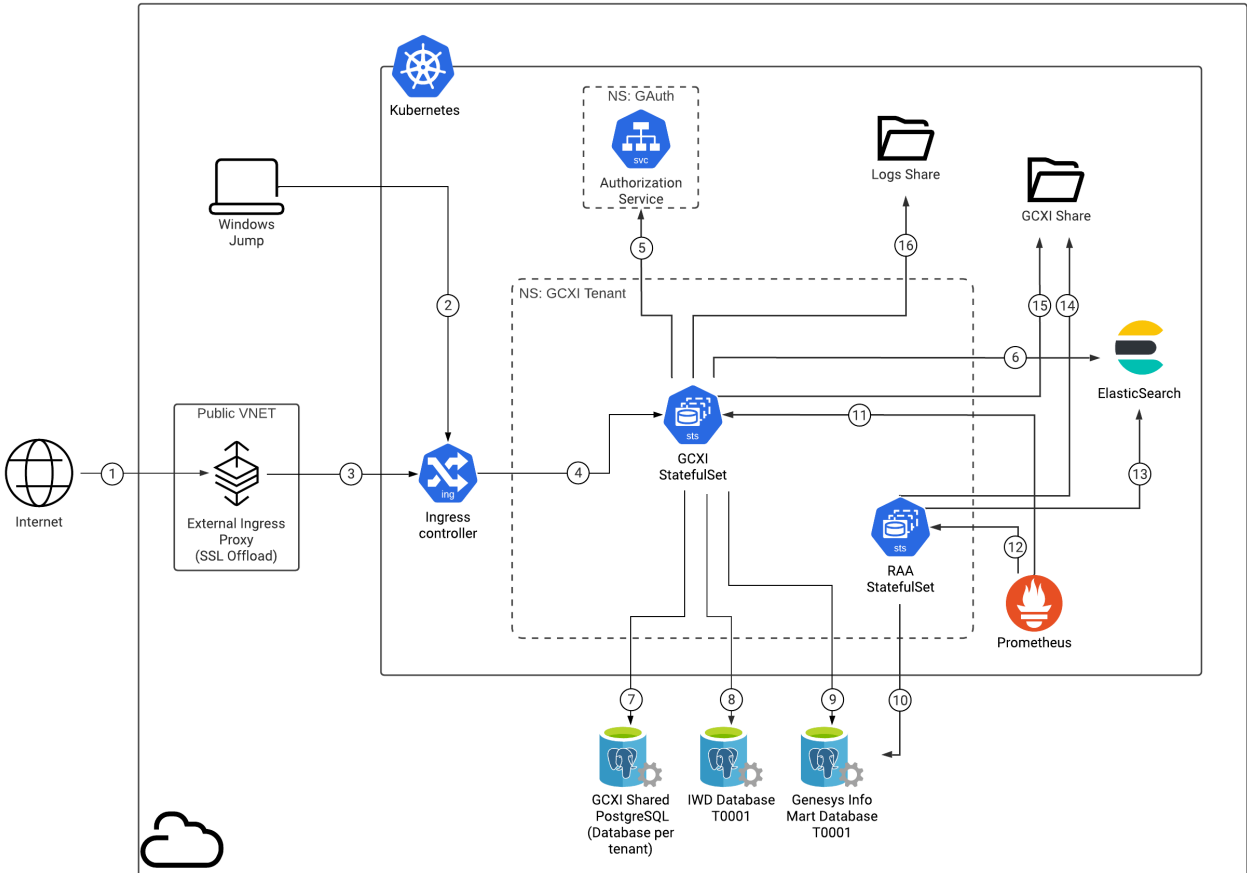 Kubernetes
NS: GAuth
svc
Authorization
Service
Logs Share
GCXI Share
Windows
Jump
5
16
NS: GCXI Tenant
2
15
14
6
ElasticSearch
Public VNET
11
sts
GCXI
StatefulSet
1
3
4
13
ing
Internet
External Ingress
Proxy
(SSL Offload)
Ingress
controller
sts
12
RAA
StatefulSet
Prometheus
7
8
9
10
GCXI Shared
PostgreSQL
(Database per
tenant)
IWD Database
T0001
Genesys Info
Mart Database
T0001